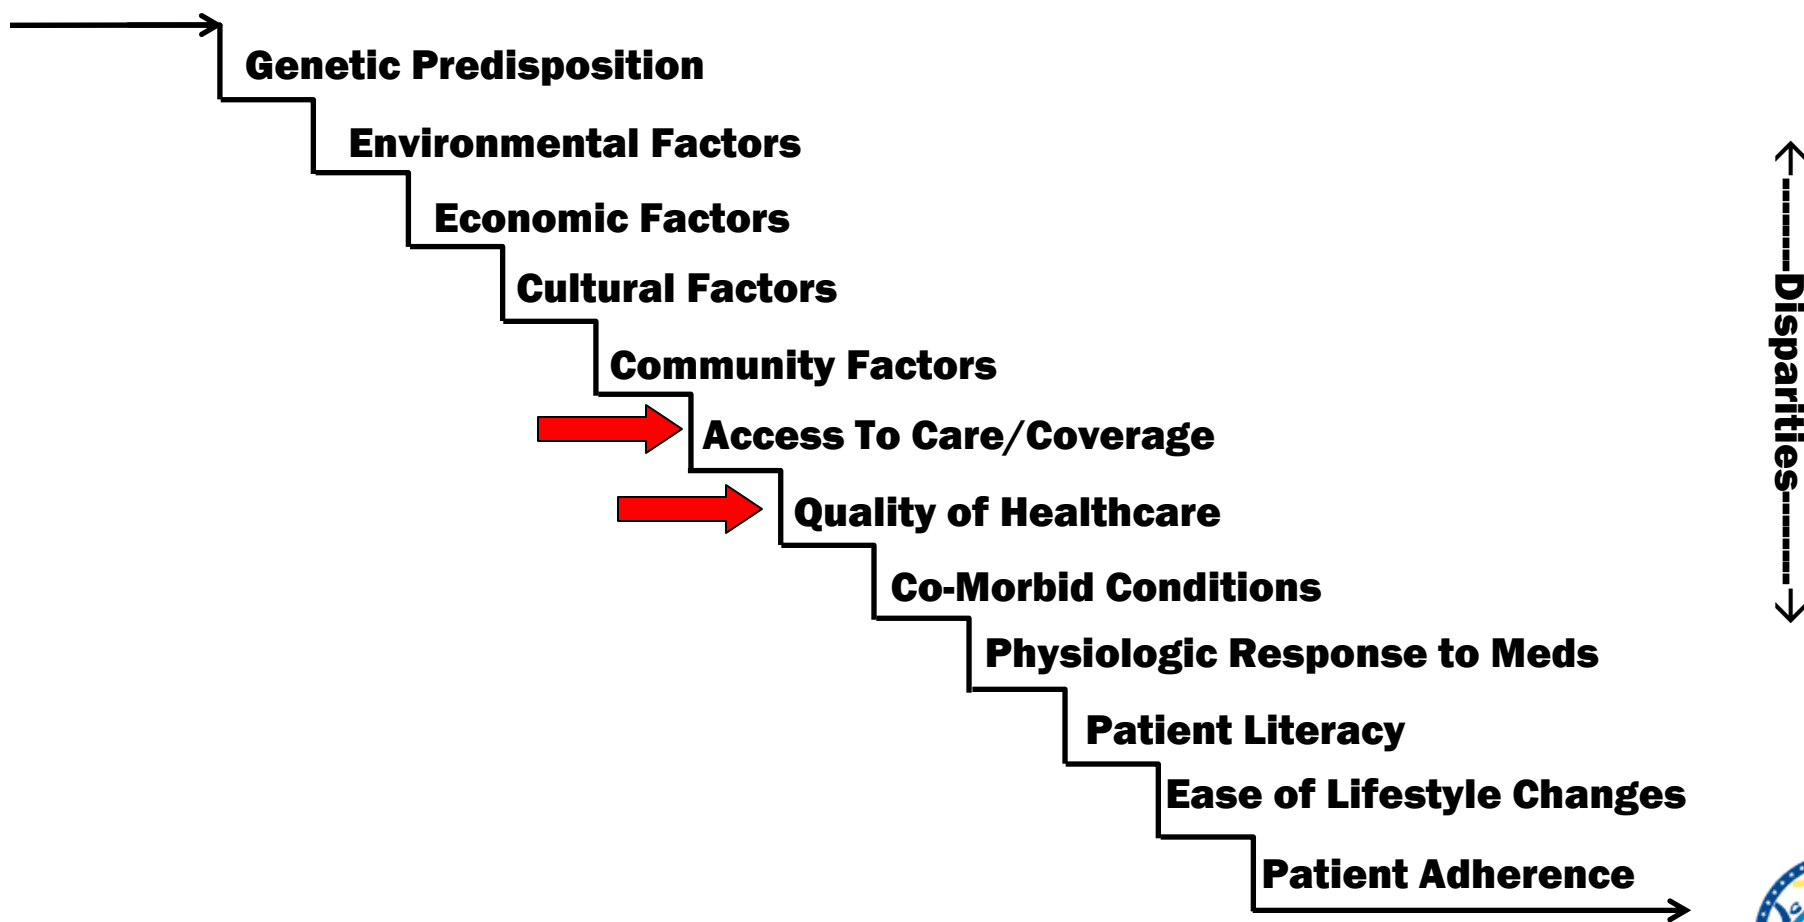 Genetic Predisposition
Environmental Factors
Economic Factors
Cultural Factors
Community Factors
Access To Care/Coverage
Quality of Healthcare
Co-Morbid Conditions
Physiologic Response to Meds
Patient Literacy
Ease of Lifestyle Changes
Patient Adherence
Disparities